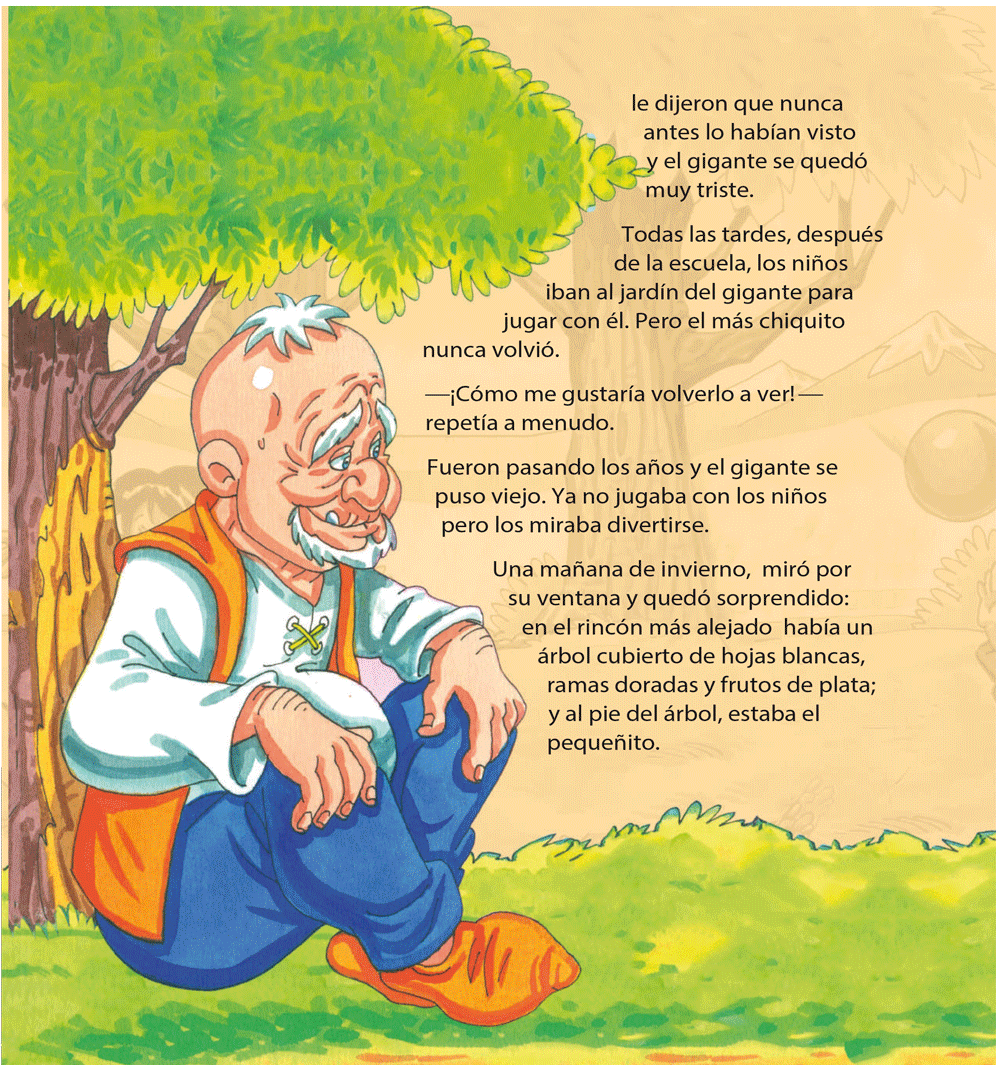 le dijeron que nunca
antes lo habían visto
y el gigante se quedó
muy triste.
Todas las tardes, después
de la escuela, los niños
iban al jardín del gigante para
jugar con él. Pero el más chiquito
nunca volvió.
—¡Cómo me gustaría volverlo a ver!—
repetía a menudo.
Fueron pasando los años y el gigante se
puso viejo. Ya no jugaba con los niños
pero los miraba divertirse.
Una mañana de invierno, miró por
su ventana y quedó sorprendido:
en el rincón más alejado había un
árbol cubierto de hojas blancas,
ramas doradas y frutos de plata;
y al pie del árbol, estaba el
pequeñito.